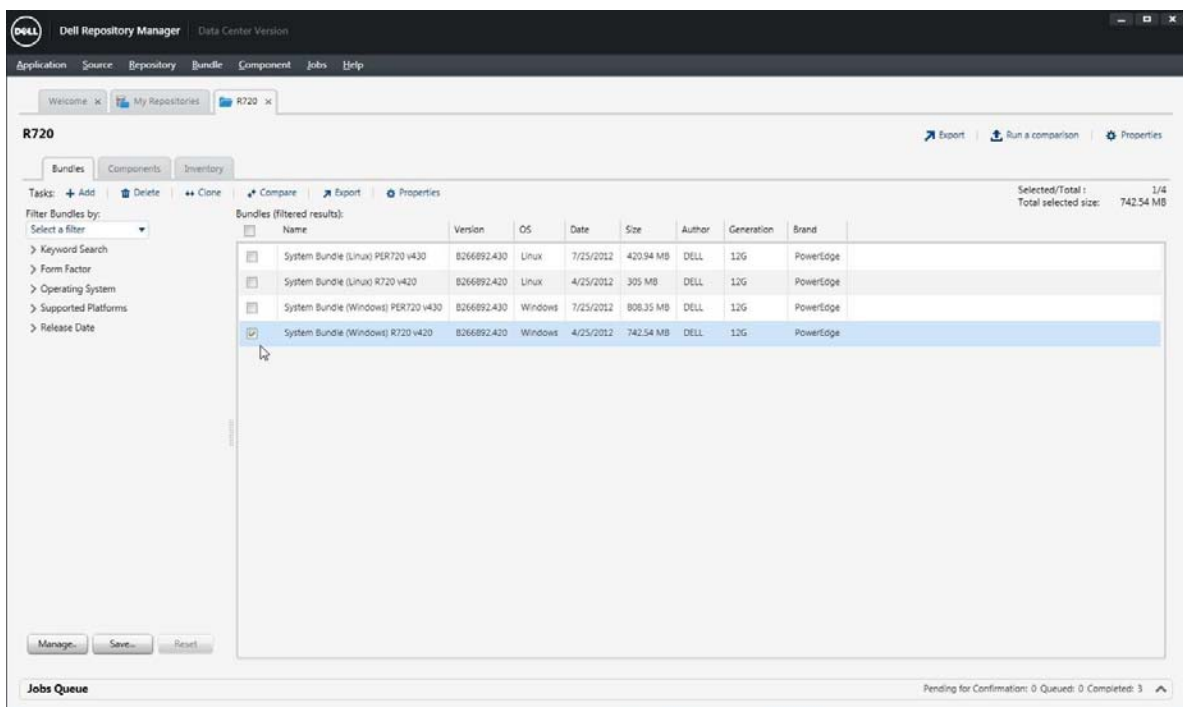 DELL Dell Repository Manager Data Center Version
Application Source Repository Bundle Component Jobs Help
Welcome x My Repositories R720 x
R720
Export Run a comparison Properties
Bundles Components Inventory
Tasks: Add Delete Clone Compare Export Properties
Selected/Total : 1/4
Total selected size: 742.54 MB
Filter Bundles by:
Select a filter
Keyword Search
Form Factor
Operating System
Supported Platforms
Release Date
Bundles (filtered results):
Name Version OS Date Size Author Generation Brand
System Bundle (Linux) PER720 v430 B266892.430 Linux 7/25/2012 420.94 MB DELL 12G PowerEdge
System Bundle (Linux) R720 v420 B266892.420 Linux 4/25/2012 305 MB DELL 12G PowerEdge
System Bundle (Windows) PER720 v430 B266892.430 Windows 7/25/2012 808.35 MB DELL 12G PowerEdge
System Bundle (Windows) R720 v420 B266892.420 Windows 4/25/2012 742.54 MB DELL 12G PowerEdge
Manage.. Save... Reset
Jobs Queue
Pending for Confirmation: 0 Queued: 0 Completed: 3